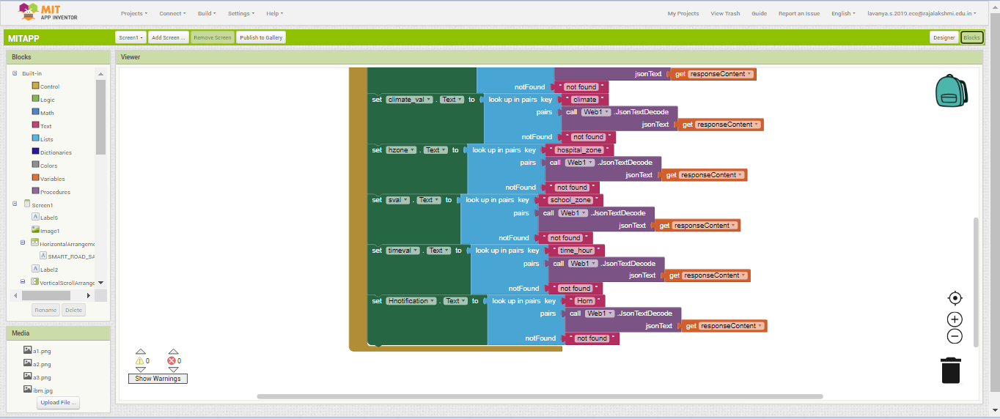 MIT
APP INVENTOR
Projects Connect Build Settings Help My Projects View Trash Guide Report an Issue English lavanya.s.2019.ece@rajalakshmi.edu.in
MITAPP Screen1 Add Screen ... Remove Screen Publish to Gallery Designer Blocks
Blocks
Built-in
Control
Logic
Math
Text
Lists
Dictionaries
Colors
Variables
Procedures
Screen1
Label5
Image1
HorizontalArrangeme
SMART_ROAD_SA
Label2
VerticalScrollArrange
Rename Delete
Media
a1.png
a2.png
a3.png
ibm.jpg
Upload File ...
Viewer
jsonText get responseContent
notFound " not found "
set climate_val . Text to look up in pairs key " climate "
pairs call Web1 .JsonTextDecode
jsonText get responseContent
notFound " not found "
set hzone . Text to look up in pairs key " hospital_zone "
pairs call Web1 .JsonTextDecode
jsonText get responseContent
notFound " not found "
set sval . Text to look up in pairs key " school_zone "
pairs call Web1 .JsonTextDecode
jsonText get responseContent
notFound " not found "
set timeval . Text to look up in pairs key " time_hour "
pairs call Web1 .JsonTextDecode
jsonText get responseContent
notFound " not found "
set Hnotification . Text to look up in pairs key " Horn "
pairs call Web1 .JsonTextDecode
jsonText get responseContent
notFound " not found "
0 0
Show Warnings